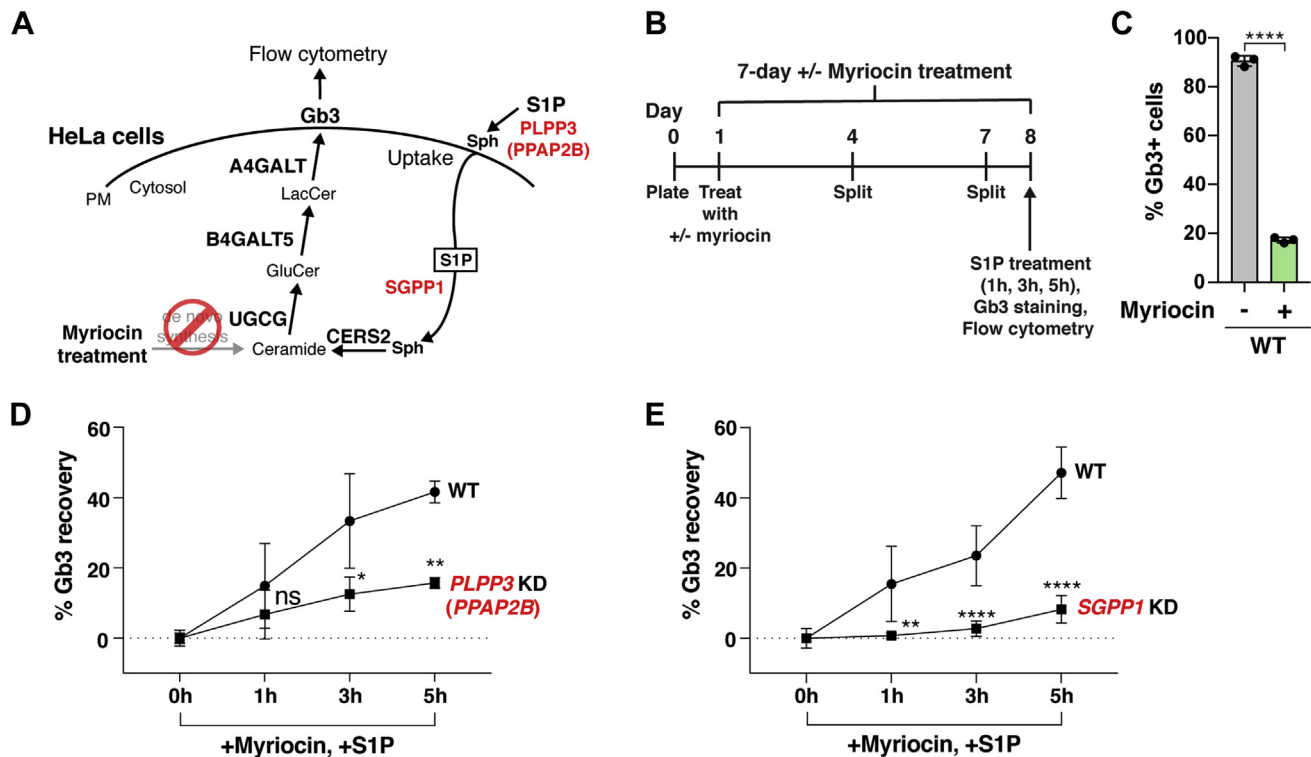 A
Flow cytometry
Gb3
HeLa cells
S1P
PLPP3
(PPAP2B)
Sph
Uptake
A4GALT
PM
Cytosol
LacCer
B4GALT5
S1P
GluCer
SGPP1
de novo
synthesis
UGCG
Myriocin
treatment
Ceramide
CERS2
Sph
B
7-day +/- Myriocin treatment
Day
0 1 4 7 8
Plate Treat Split Split
with
+/- myriocin
S1P treatment
(1h, 3h, 5h),
Gb3 staining,
Flow cytometry
C
% Gb3+ cells
100
80
60
40
20
0
****
Myriocin - +
WT
D
% Gb3 recovery
60
40
20
0
WT
ns
*
**
PLPP3 KD
(PPAP2B)
0h 1h 3h 5h
+Myriocin, +S1P
E
% Gb3 recovery
60
40
20
0
WT
**
****
****
SGPP1 KD
0h 1h 3h 5h
+Myriocin, +S1P